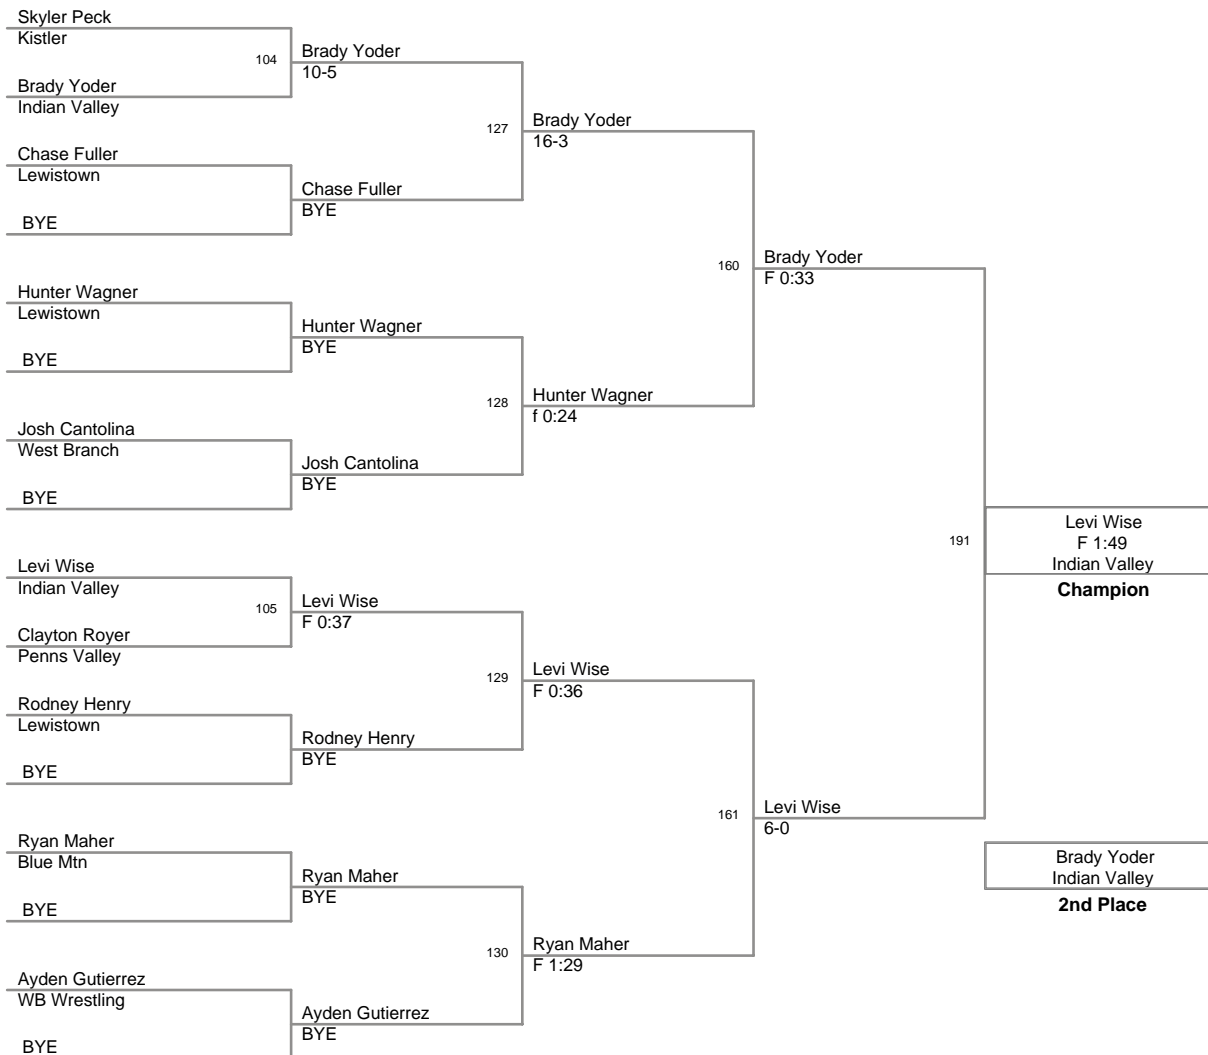 Skyler Peck
Kistler
104
Brady Yoder
10-5
Brady Yoder
Indian Valley
127
Brady Yoder
16-3
Chase Fuller
Lewistown
Chase Fuller
BYE
BYE
160
Brady Yoder
F 0:33
Hunter Wagner
Lewistown
Hunter Wagner
BYE
BYE
128
Hunter Wagner
f 0:24
Josh Cantolina
West Branch
Josh Cantolina
BYE
BYE
191
Levi Wise
F 1:49
Indian Valley
Champion
Levi Wise
Indian Valley
105
Levi Wise
F 0:37
Clayton Royer
Penns Valley
129
Levi Wise
F 0:36
Rodney Henry
Lewistown
Rodney Henry
BYE
BYE
161
Levi Wise
6-0
Ryan Maher
Blue Mtn
Ryan Maher
BYE
BYE
Brady Yoder
Indian Valley
2nd Place
130
Ryan Maher
F 1:29
Ayden Gutierrez
WB Wrestling
Ayden Gutierrez
BYE
BYE